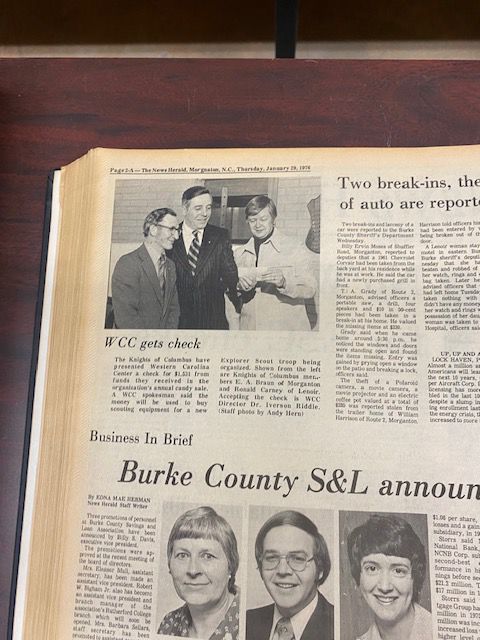 Page 2-A — The News Herald, Morganton, N.C., Thursday, January 29, 1976
WCC gets check
The Knights of Columbus have
presented Western Carolina
Center a check for $1,531 from
funds they received in the
organization's annual candy sale.
A WCC spokesman said the
money will be used to buy
scouting equipment for a new
Explorer Scout troop being
organized. Shown from the left
are Knights of Columbus mem-
bers E. A. Braun of Morganton
and Ronald Carney of Lenoir.
Accepting the check is WCC
Director Dr. Iverson Riddle.
(Staff photo by Andy Hern)
Two break-ins, the
of auto are reporte
Two break-ins and larceny of a
car were reported to the Burke
County Sheriff's Department
Wednesday.
Billy Ervin Moses of Shuffler
Road, Morganton, reported to
deputies that a 1961 Chevrolet
Corvair had been taken from the
back yard at his residence while
he was at work. He said the car
had a newly purchased grill in
front.
T. A. Grady of Route 2,
Morganton, advised officers a
portable saw, a drill, four
speakers and $10 in 50-cent
pieces had been taken in a
break-in at his home. He valued
the missing items at $330.
Grady said when he came
home around 5:30 p.m. he
noticed the windows and doors
were standing open and found
the items missing. Entry was
gained by prying open a window
in the patio and breaking a lock,
officers said.
The theft of a Polaroid
camera, a movie camera, a
movie projector and an electric
coffee pot valued at a total of
was reported stolen from
the trailer home of William
Harrison of Route 2, Morganton.
Harrison told officers his
had been entered by
being broken out of th
door.
A Lenoir woman stay
motel in eastern Bur
Burke sheriff's deputi
nesday that she ha
beaten and robbed of
her watch, rings and
bag taken. Later he
advised officers that
had left home Tuesday
taken nothing with
didn't have any money
her watch and rings w
possession of her dau
woman was taken to
Hospital, officers sai
UP, UP AND A
LOCK HAVEN, P
Almost a million a
Americans will lea
the next 10 years,
per Aircraft Corp.
licensing has more
bled in the last 10
despite a slump in
ing enrollment last
the energy crisis, t
increased to more
Business In Brief
Burke County S&L announ
By EDNA MAE HERMAN
News Herald Staff Writer
Three promotions of personnel
at Burke County Savings and
Loan Association have been
announced by Billy S. Davis,
executive vice president.
The promotions were ap-
proved at the recent meeting of
the board of directors.
Mrs. Eleanor Mull, assistant
secretary, has been made an
assistant vice president.
Robert W. Bigham Jr. also has become
an assistant vice president and
branch manager of the
association's Rutherford College
branch, which will soon be
opened. Mrs. Barbara Sellars,
staff secretary has been
promoted to assistant
$1.06 per share,
losses and a gain
subsidiary, in 19
Storrs said
National Bank,
NCNB Corp. su
second-best
formance in hi
nings before se
$21.2 million. T
$17 million in 1
Storrs said
tgage Group ha
million in
million was inc
increased loss
higher level